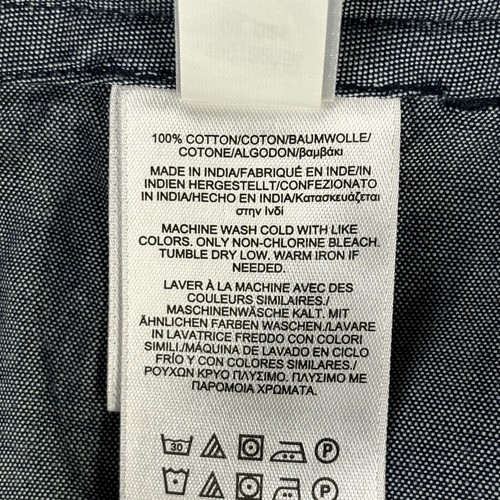 100% COTTON/COTON/BAUMWOLLE/
COTONE/ALGODON/βαμβάκι
MADE IN INDIA/FABRIQUÉ EN INDE/IN
INDIEN HERGESTELLT/CONFEZIONATO
IN INDIA/HECHO EN INDIA/Κατασκευάζεται
στην Ινδί
MACHINE WASH COLD WITH LIKE
COLORS. ONLY NON-CHLORINE BLEACH.
TUMBLE DRY LOW. WARM IRON IF
NEEDED.
LAVER À LA MACHINE AVEC DES
COULEURS SIMILAIRES./
MASCHINENWÄSCHE KALT. MIT
ÄHNLICHEN FARBEN WASCHEN./LAVARE
IN LAVATRICE FREDDO CON COLORI
SIMILI./MÁQUINA DE LAVADO EN CICLO
FRÍO Y CON COLORES SIMILARES./
ΡΟΥΧΩΝ ΚΡΥΟ ΠΛΥΣΙΜΟ. ΠΛΥΣΙΜΟ ΜΕ
ΠΑΡΟΜΟΙΑ ΧΡΩΜΑΤΑ.
30 P
P